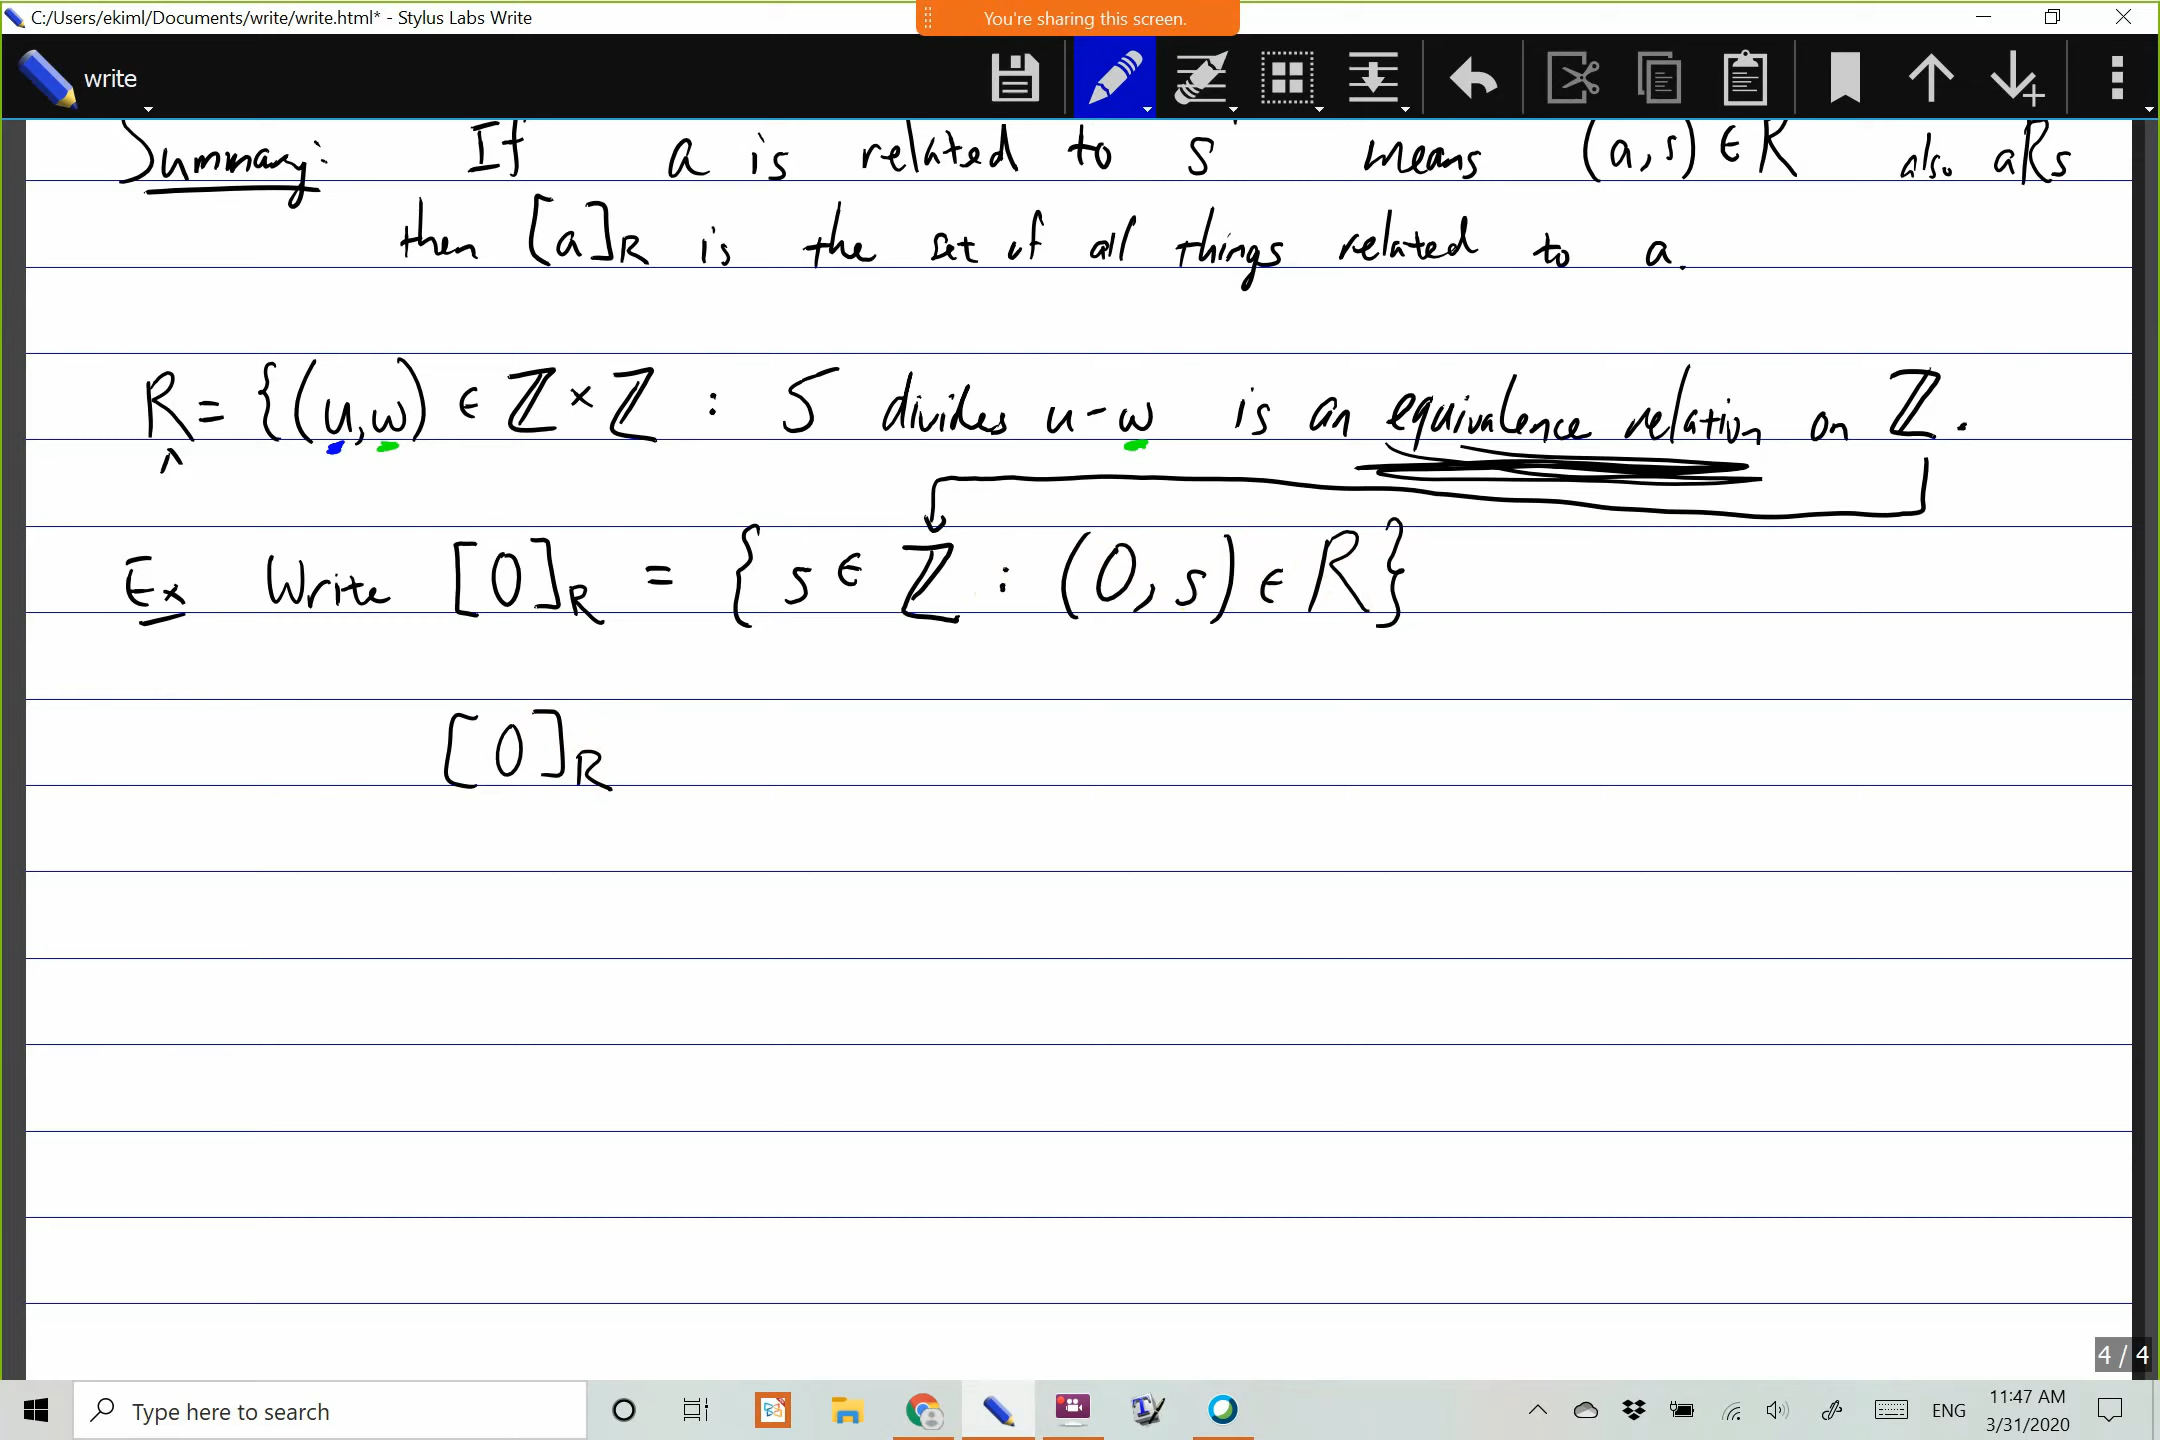 C:/Users/ekiml/Documents/write/write.html* - Stylus Labs Write
You're sharing this screen.
write
Summary: If a is related to s means (a,s) ∈ R also aRs
then [a]R is the set of all things related to a.
R = {(u,w) ∈ ℤ × ℤ : 5 divides u-w is an equivalence relation on ℤ.
Ex Write [0]R = { s ∈ ℤ : (0,s) ∈ R}
[0]R
4 / 4
Type here to search
ENG
11:47 AM
3/31/2020